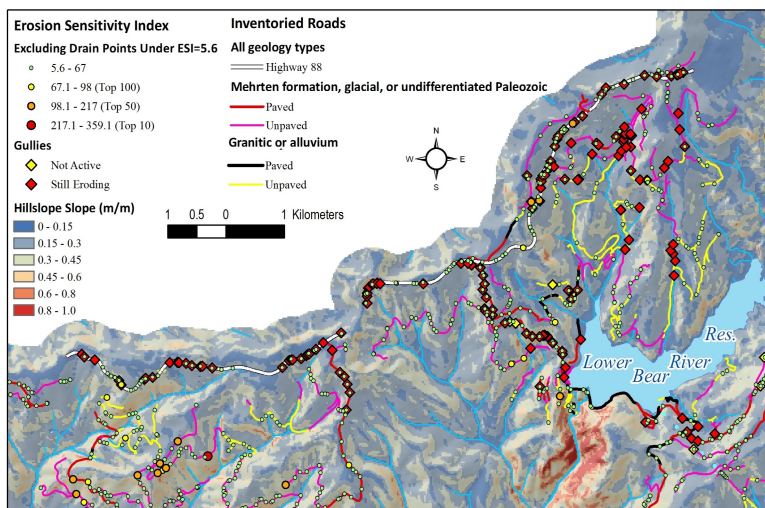 Erosion Sensitivity Index
Excluding Drain Points Under ESI=5.6
5.6 - 67
67.1 - 98 (Top 100)
98.1 - 217 (Top 50)
217.1 - 359.1 (Top 10)
Gullies
Not Active
Still Eroding
Hillslope Slope (m/m)
0 - 0.15
0.15 - 0.3
0.3 - 0.45
0.45 - 0.6
0.6 - 0.8
0.8 - 1.0
Inventoried Roads
All geology types
Highway 88
Mehrten formation, glacial, or undifferentiated Paleozoic
Paved
Unpaved
Granitic or alluvium
Paved
Unpaved
N
W E
S
1 0.5 0 1 Kilometers
Lower Bear River Res.